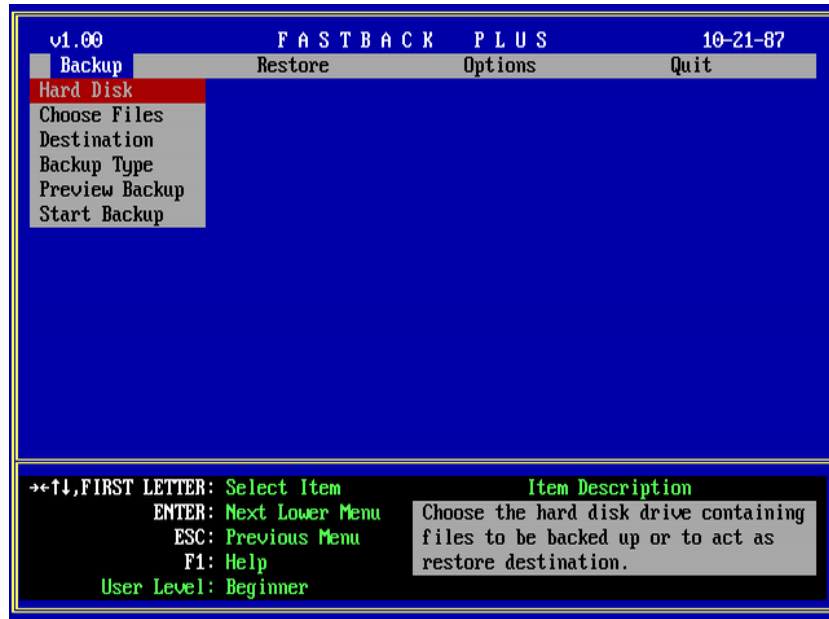 v1.00 F A S T B A C K P L U S 10-21-87
Backup Restore Options Quit
Hard Disk
Choose Files
Destination
Backup Type
Preview Backup
Start Backup
→←↑↓,FIRST LETTER: Select Item
ENTER: Next Lower Menu
ESC: Previous Menu
F1: Help
User Level: Beginner
Item Description
Choose the hard disk drive containing
files to be backed up or to act as
restore destination.